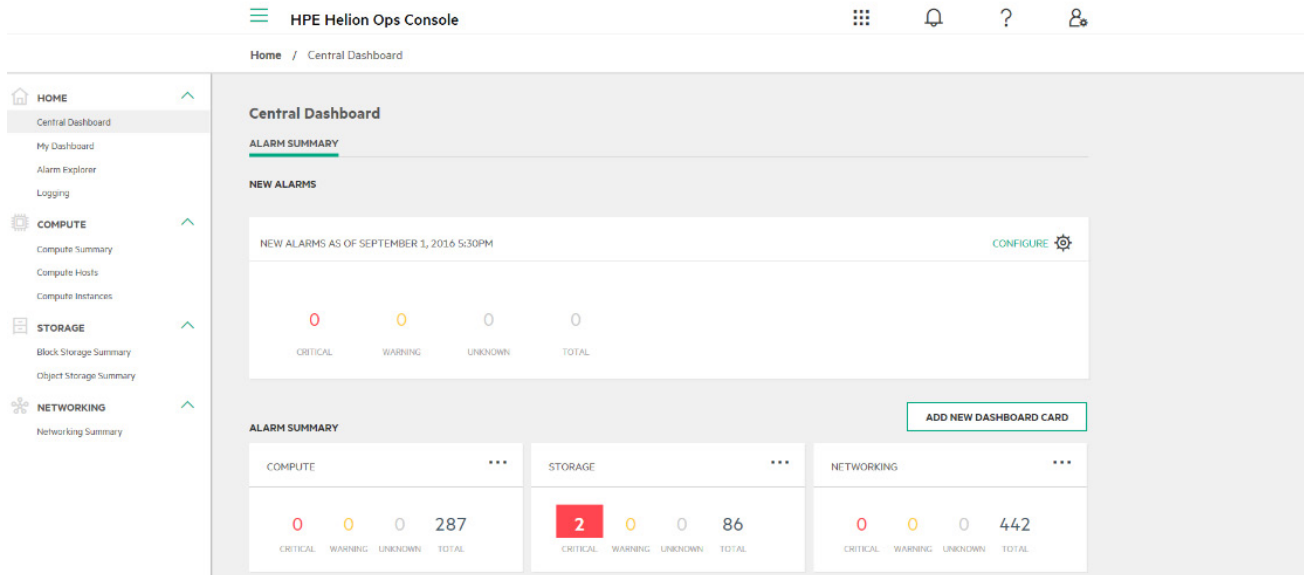 HPE Helion Ops Console
Home / Central Dashboard
HOME
Central Dashboard
My Dashboard
Alarm Explorer
Logging
COMPUTE
Compute Summary
Compute Hosts
Compute Instances
STORAGE
Block Storage Summary
Object Storage Summary
NETWORKING
Networking Summary
Central Dashboard
ALARM SUMMARY
NEW ALARMS
NEW ALARMS AS OF SEPTEMBER 1, 2016 5:30PM CONFIGURE
0 0 0 0
CRITICAL WARNING UNKNOWN TOTAL
ADD NEW DASHBOARD CARD
ALARM SUMMARY
COMPUTE
0 0 0 287
CRITICAL WARNING UNKNOWN TOTAL
STORAGE
2 0 0 86
CRITICAL WARNING UNKNOWN TOTAL
NETWORKING
0 0 0 442
CRITICAL WARNING UNKNOWN TOTAL